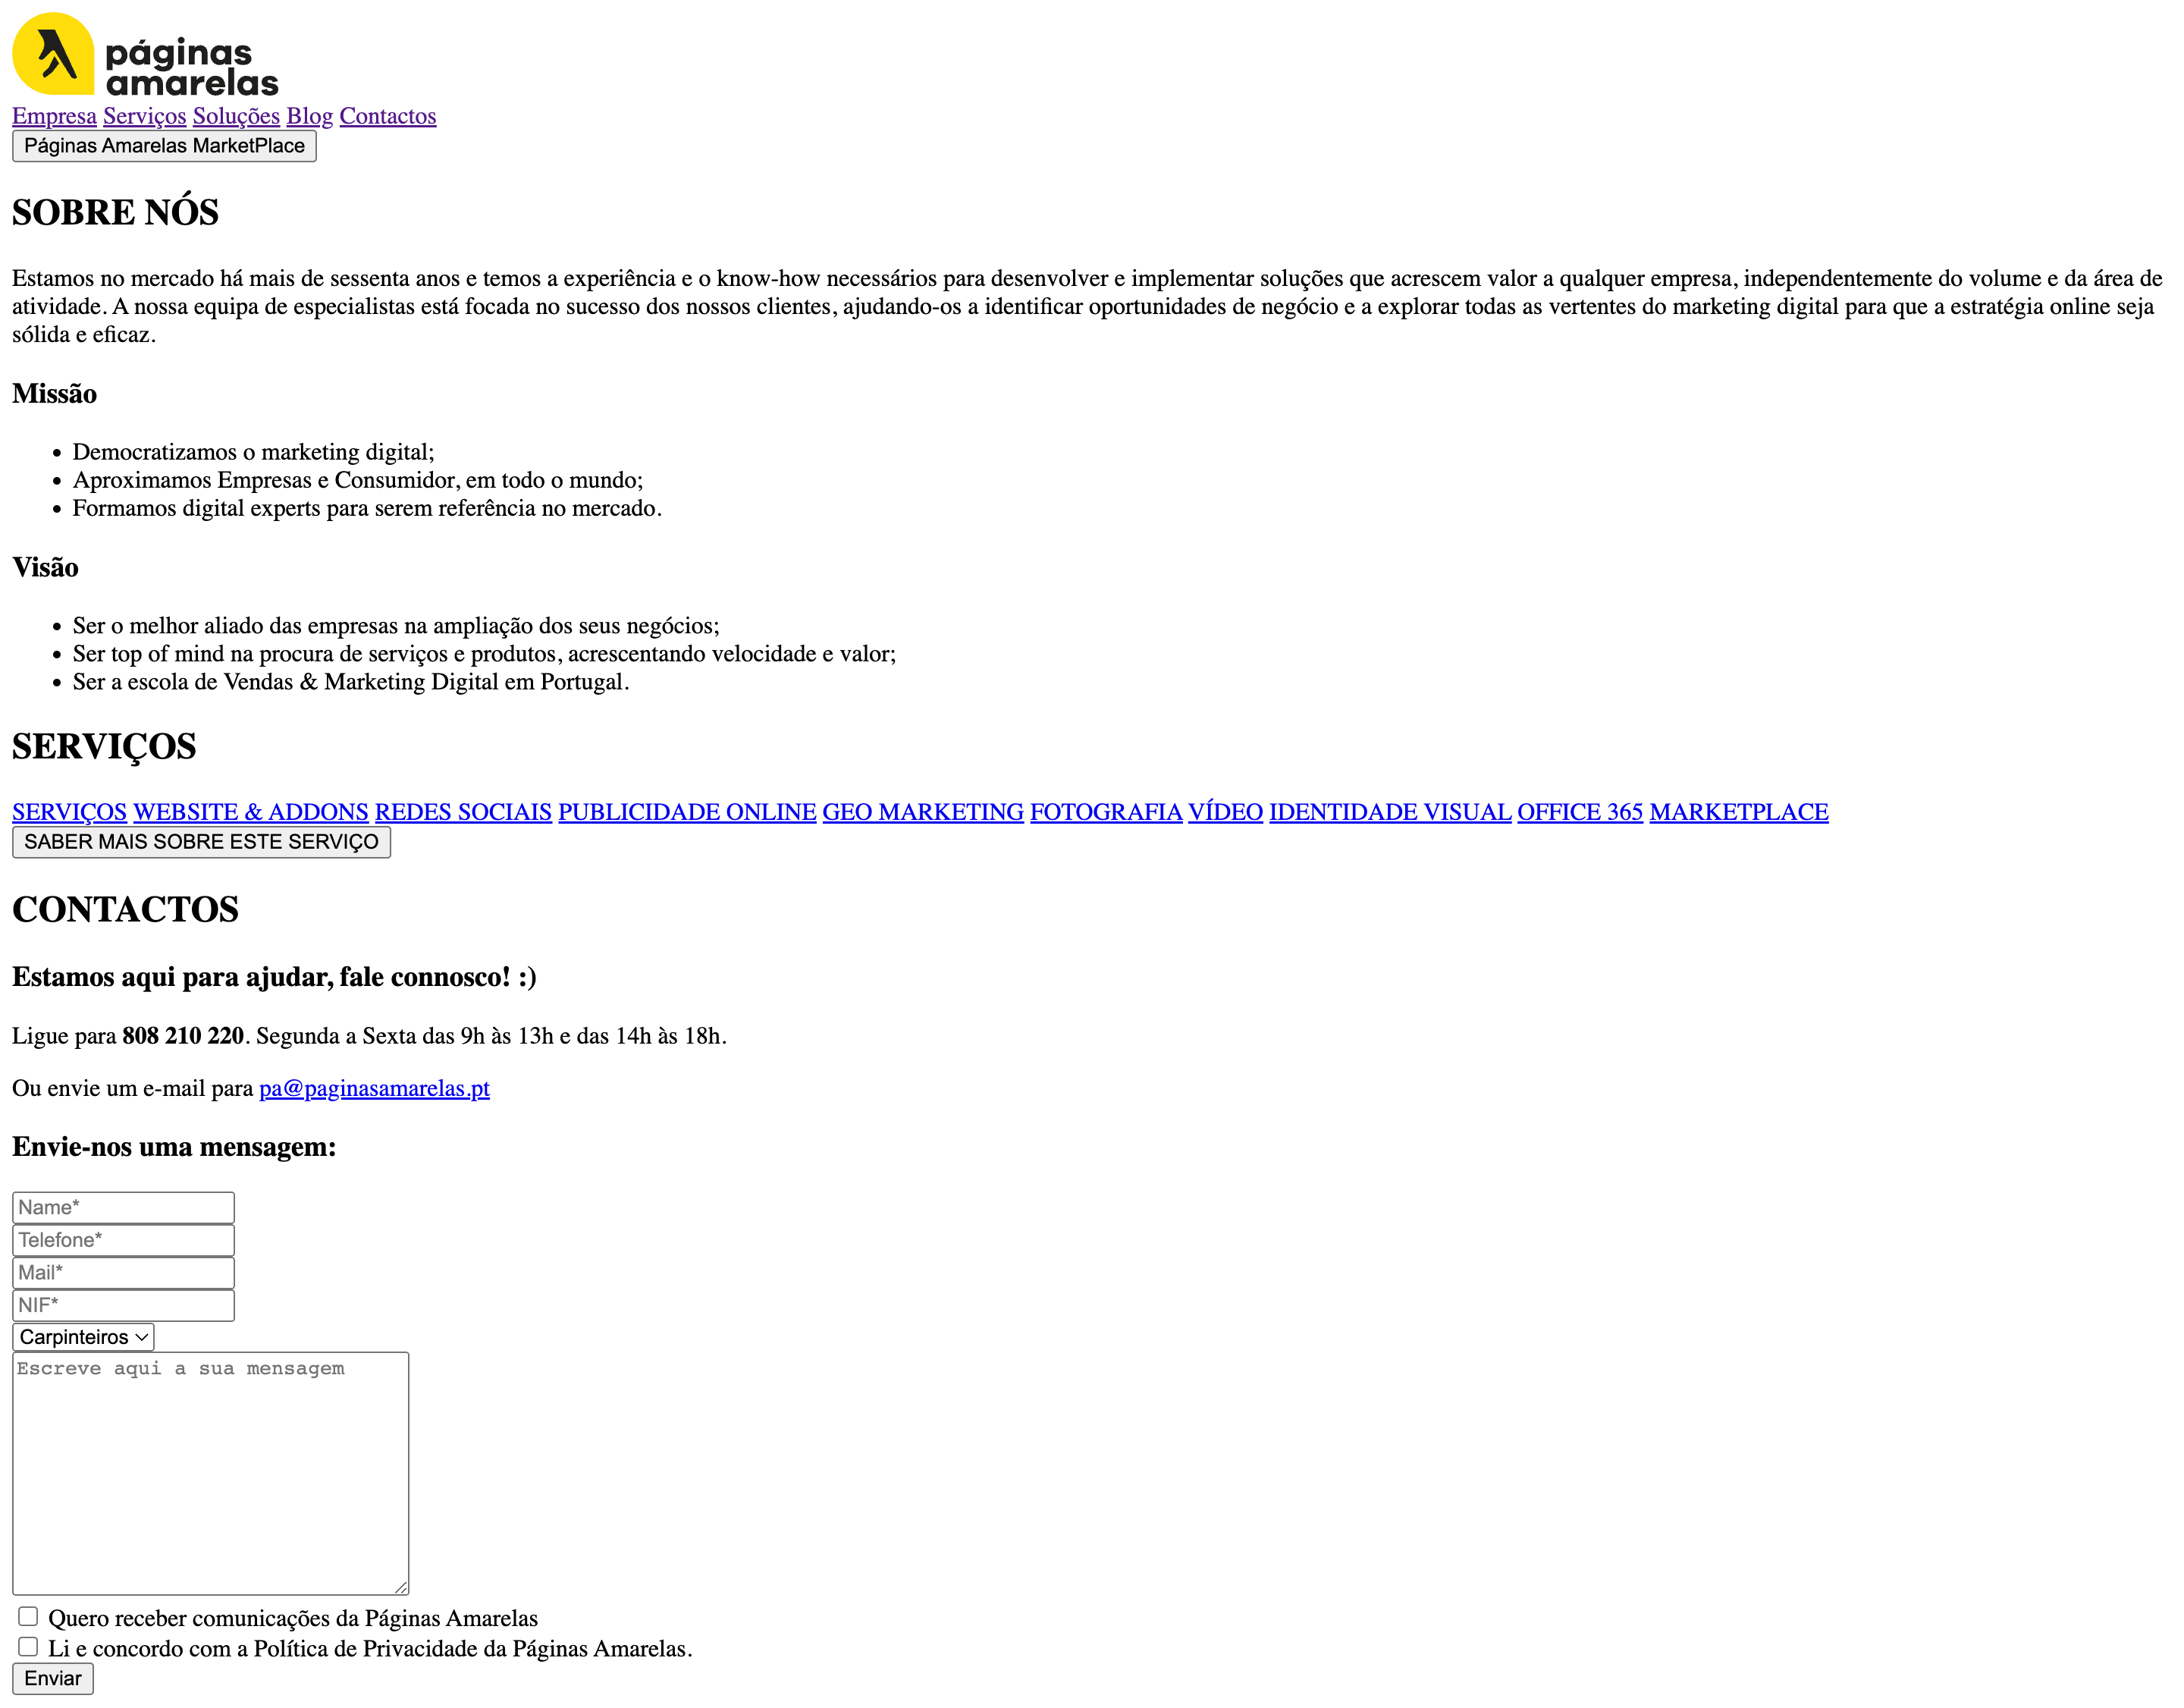 páginas
amarelas
Empresa Serviços Soluções Blog Contactos
Páginas Amarelas MarketPlace
SOBRE NÓS
Estamos no mercado há mais de sessenta anos e temos a experiência e o know-how necessários para desenvolver e implementar soluções que acrescem valor a qualquer empresa, independentemente do volume e da área de
atividade. A nossa equipa de especialistas está focada no sucesso dos nossos clientes, ajudando-os a identificar oportunidades de negócio e a explorar todas as vertentes do marketing digital para que a estratégia online seja
sólida e eficaz.
Missão
• Democratizamos o marketing digital;
• Aproximamos Empresas e Consumidor, em todo o mundo;
• Formamos digital experts para serem referência no mercado.
Visão
• Ser o melhor aliado das empresas na ampliação dos seus negócios;
• Ser top of mind na procura de serviços e produtos, acrescentando velocidade e valor;
• Ser a escola de Vendas & Marketing Digital em Portugal.
SERVIÇOS
SERVIÇOS WEBSITE & ADDONS REDES SOCIAIS PUBLICIDADE ONLINE GEO MARKETING FOTOGRAFIA VÍDEO IDENTIDADE VISUAL OFFICE 365 MARKETPLACE
SABER MAIS SOBRE ESTE SERVIÇO
CONTACTOS
Estamos aqui para ajudar, fale connosco! :)
Ligue para 808 210 220. Segunda a Sexta das 9h às 13h e das 14h às 18h.
Ou envie um e-mail para pa@paginasamarelas.pt
Envie-nos uma mensagem:
Name*
Telefone*
Mail*
NIF*
Carpinteiros
Escreve aqui a sua mensagem
Quero receber comunicações da Páginas Amarelas
Li e concordo com a Política de Privacidade da Páginas Amarelas.
Enviar